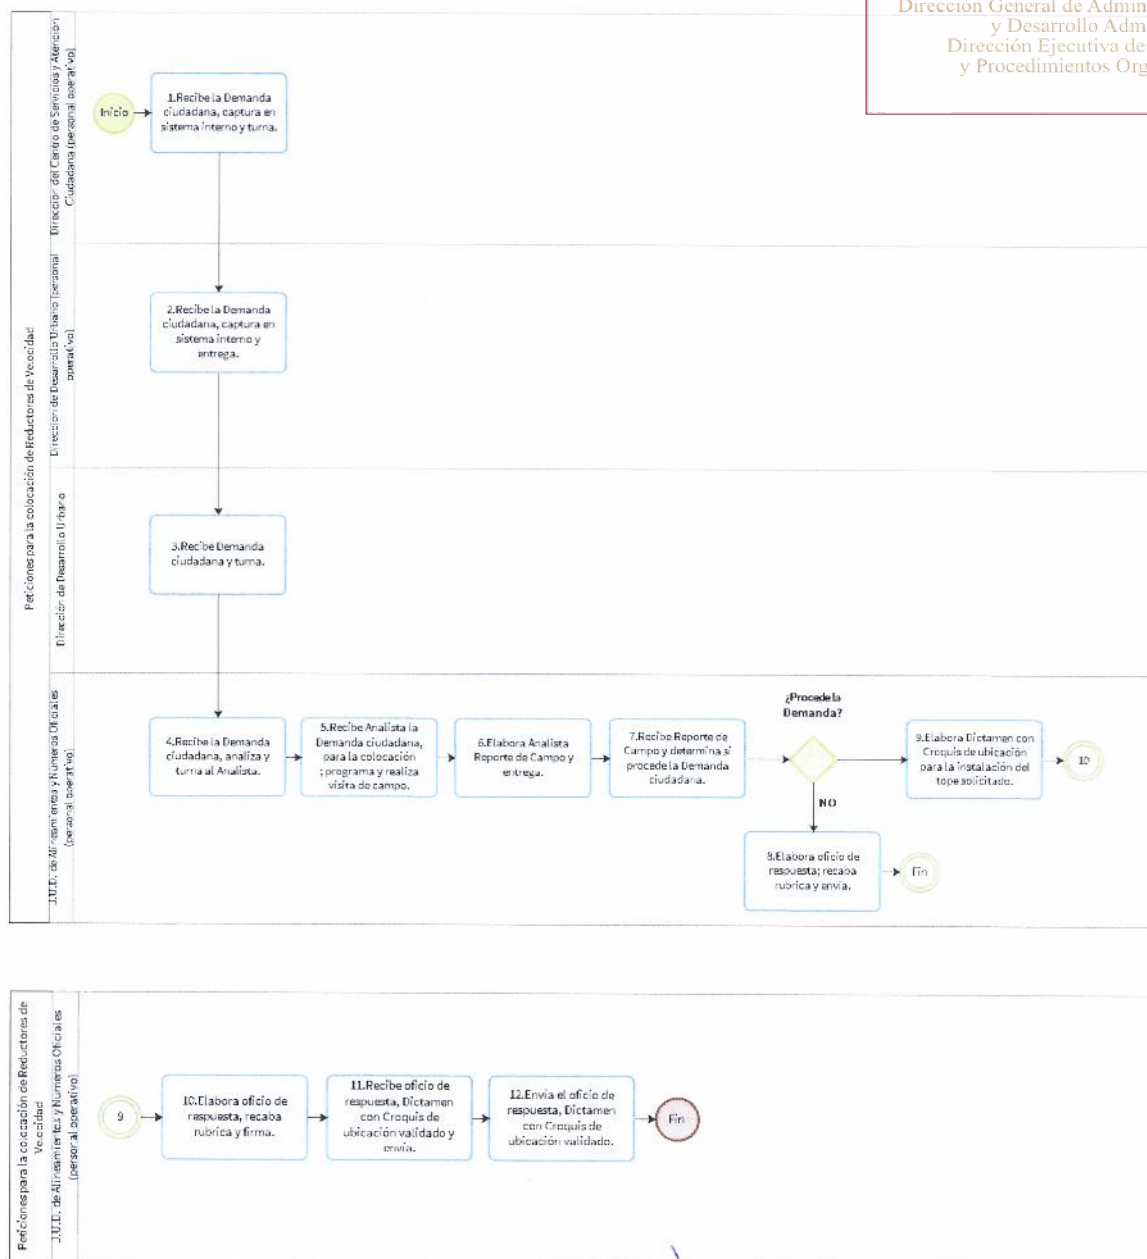 Dirección General de Admin
y Desarrollo Adm
Dirección Ejecutiva de
y Procedimientos Org
Peticiones para la colocación de Reductores de Velocidad
Dirección del Centro de Servicios y Atención
Ciudadana (personal operativo)
Inicio
1.Recibe la Demanda
ciudadana, captura en
sistema interno y turna.
Dirección de Desarrollo Urbano (personal
operativo)
2.Recibe la Demanda
ciudadana, captura en
sistema interno y
entrega.
Dirección de Desarrollo Urbano
3.Recibe Demanda
ciudadana y turna.
J.U.D. de Alineamientos y Números Oficiales
(personal operativo)
4.Recibe la Demanda
ciudadana, analiza y
turna al Analista.
5.Recibe Analista la
Demanda ciudadana,
para la colocación
; programa y realiza
visita de campo.
6.Elabora Analista
Reporte de Campo y
entrega.
7.Recibe Reporte de
Campo y determina si
procede la Demanda
ciudadana.
¿Procede la
Demanda?
NO
9.Elabora Dictamen con
Croquis de ubicación
para la instalación del
tope solicitado.
10
8.Elabora oficio de
respuesta; recaba
rubrica y envia.
Fin
Peticiones para la colocación de Reductores de
Velocidad
J.U.D. de Alineamientos y Números Oficiales
(personal operativo)
9
10.Elabora oficio de
respuesta, recaba
rubrica y firma.
11.Recibe oficio de
respuesta, Dictamen
con Croquis de
ubicación validado y
envía.
12.Envía el oficio de
respuesta, Dictamen
con Croquis de
ubicación validado.
Fin